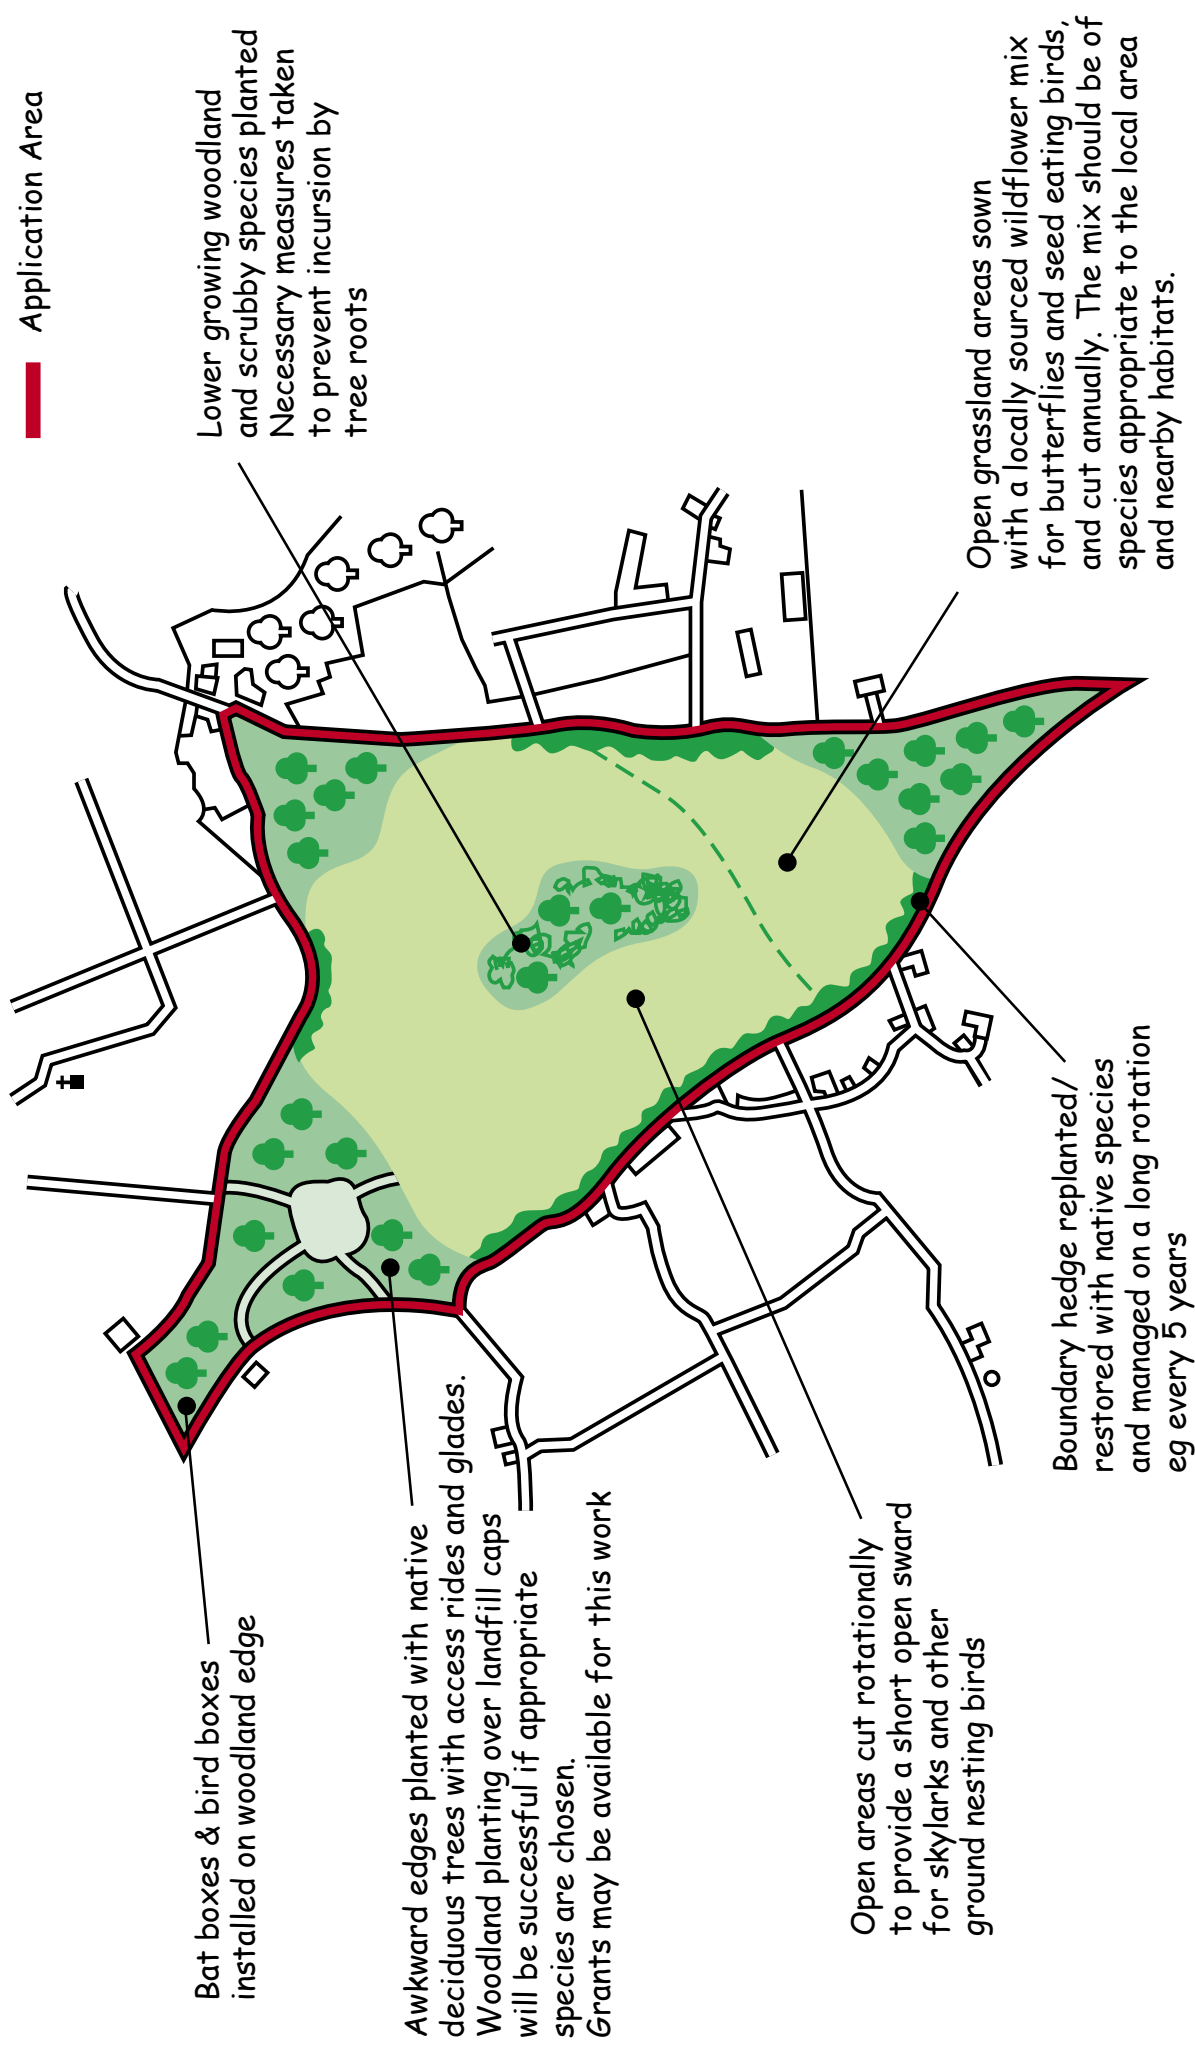 Application Area
Bat boxes & bird boxes
installed on woodland edge
Lower growing woodland
and scrubby species planted
Necessary measures taken
to prevent incursion by
tree roots
Awkward edges planted with native
deciduous trees with access rides and glades.
Woodland planting over landfill caps
will be successful if appropriate
species are chosen.
Grants may be available for this work
Open areas cut rotationally
to provide a short open sward
for skylarks and other
ground nesting birds
Boundary hedge replanted/
restored with native species
and managed on a long rotation
eg every 5 years
Open grassland areas sown
with a locally sourced wildflower mix
for butterflies and seed eating birds,
and cut annually. The mix should be of
species appropriate to the local area
and nearby habitats.